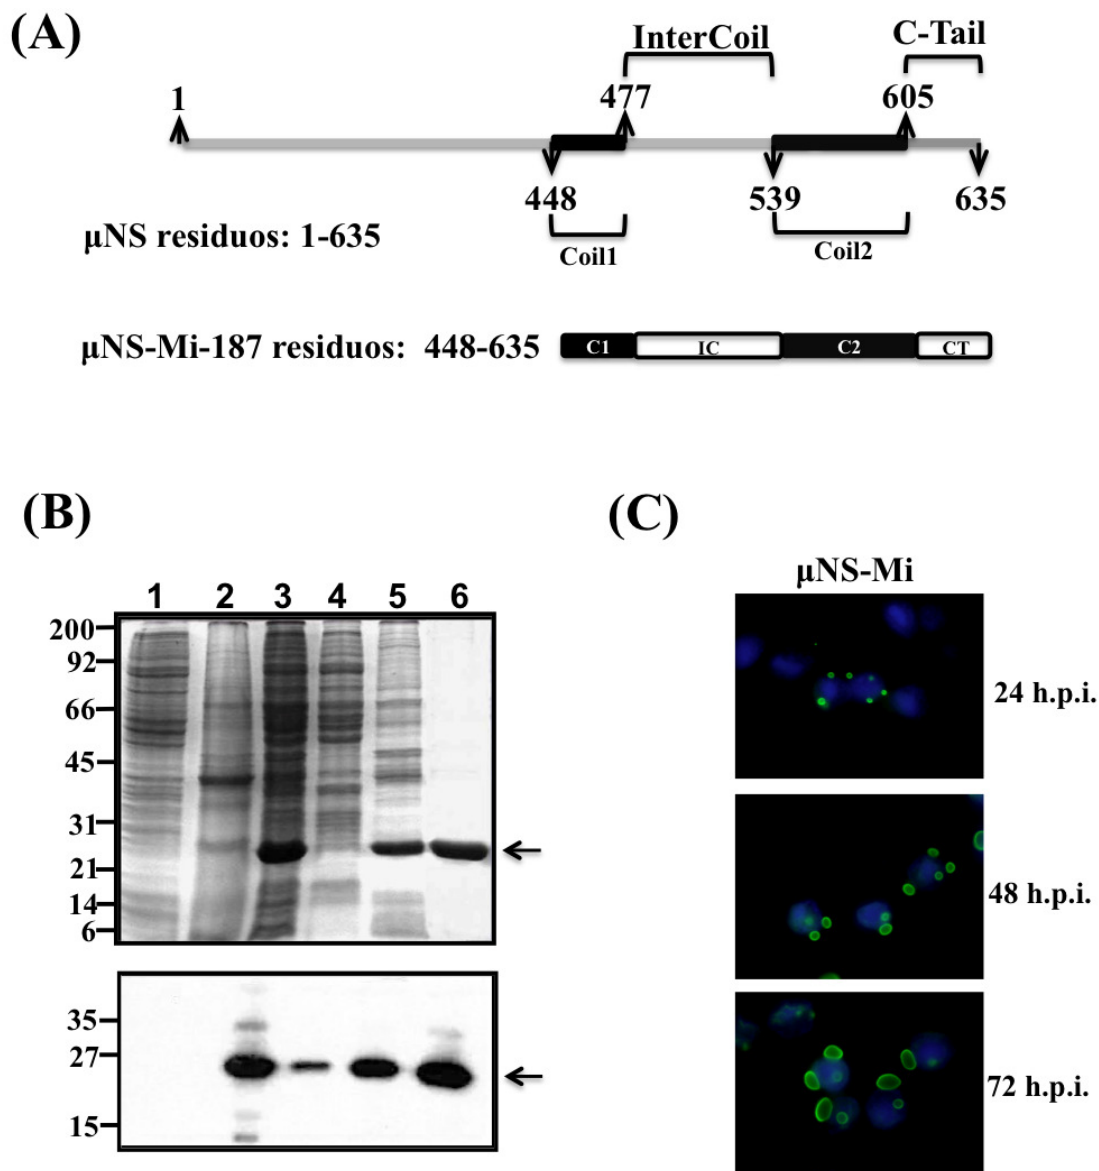 (A)
InterCoil
C-Tail
1
477
605
448
539
635
μNS residuos: 1-635
Coil1
Coil2
μNS-Mi-187 residuos: 448-635
C1
IC
C2
CT
(B)
1 2 3 4 5 6
200
92
66
45
31
21
14
6
35
27
15
(C)
μNS-Mi
24 h.p.i.
48 h.p.i.
72 h.p.i.